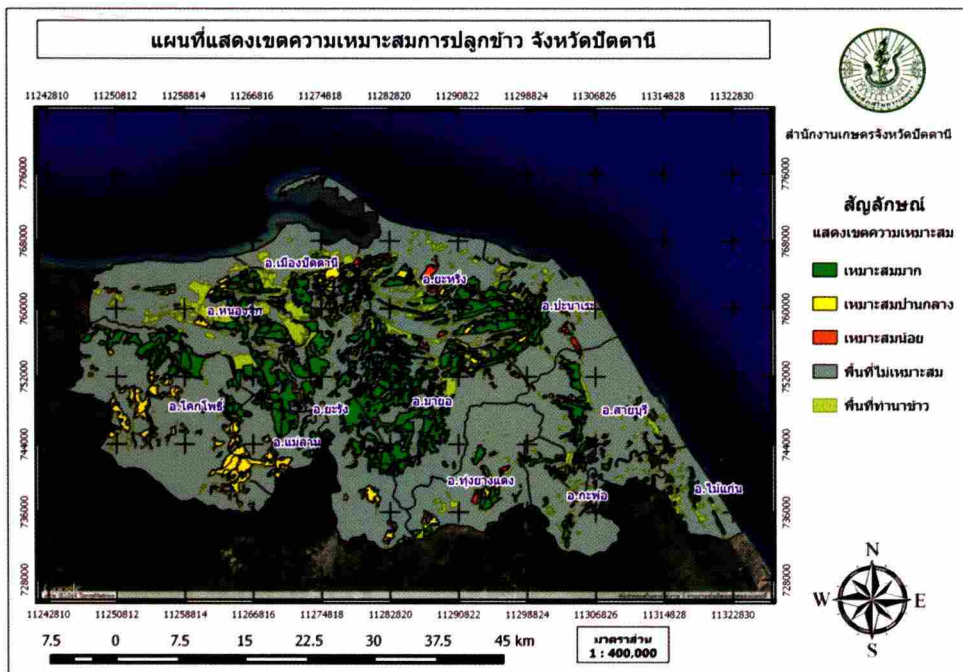 แผนที่แสดงเขตความเหมาะสมการปลูกข้าว จังหวัดปัตตานี
สำนักงานเกษตรจังหวัดปัตตานี
11242810 11250812 11258814 11266816 11274818 11282820 11290822 11298824 11306826 11314828 11322830
776000 776000
768000 768000
760000 760000
752000 752000
744000 744000
736000 736000
728000 728000
อ.เมืองปัตตานี
อ.ยะหริ่ง
อ.หนองจิก
อ.ปะนาเระ
อ.โคกโพธิ์
อ.ยะรัง
อ.มายอ
อ.สายบุรี
อ.แม่ลาน
อ.ทุ่งยางแดง
อ.กะพ้อ
อ.ไม้แก่น
สัญลักษณ์
แสดงเขตความเหมาะสม
เหมาะสมมาก
เหมาะสมปานกลาง
เหมาะสมน้อย
พื้นที่ไม่เหมาะสม
พื้นที่ทำนาข้าว
11242810 11250812 11258814 11266816 11274818 11282820 11290822 11298824 11306826 11314828 11322830
7.5 0 7.5 15 22.5 30 37.5 45 km
มาตราส่วน
1 : 400,000
N
W E
S